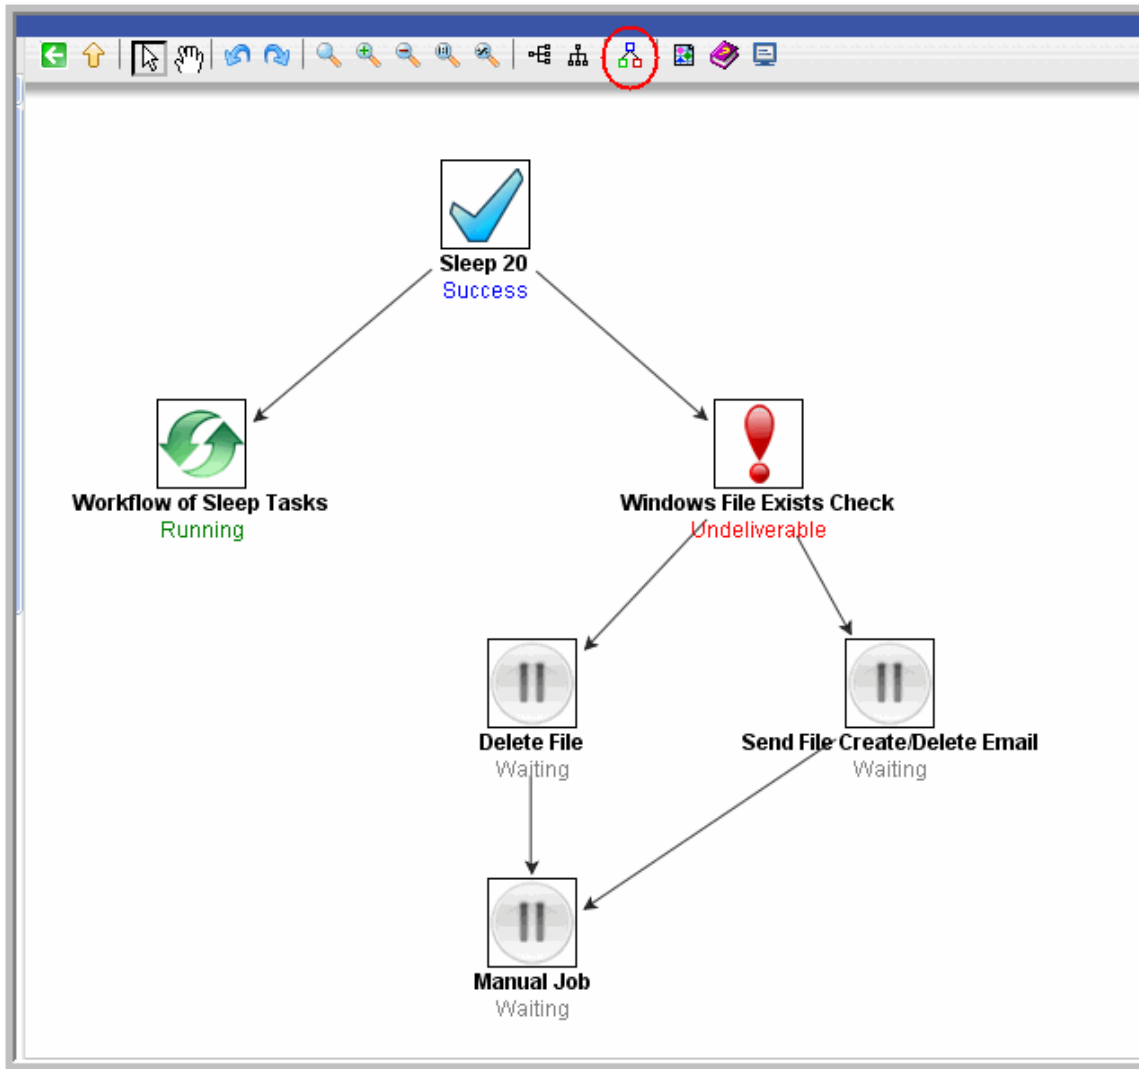 Sleep 20
Success
Workflow of Sleep Tasks
Running
Windows File Exists Check
Undeliverable
Delete File
Waiting
Send File Create/Delete Email
Waiting
Manual Job
Waiting